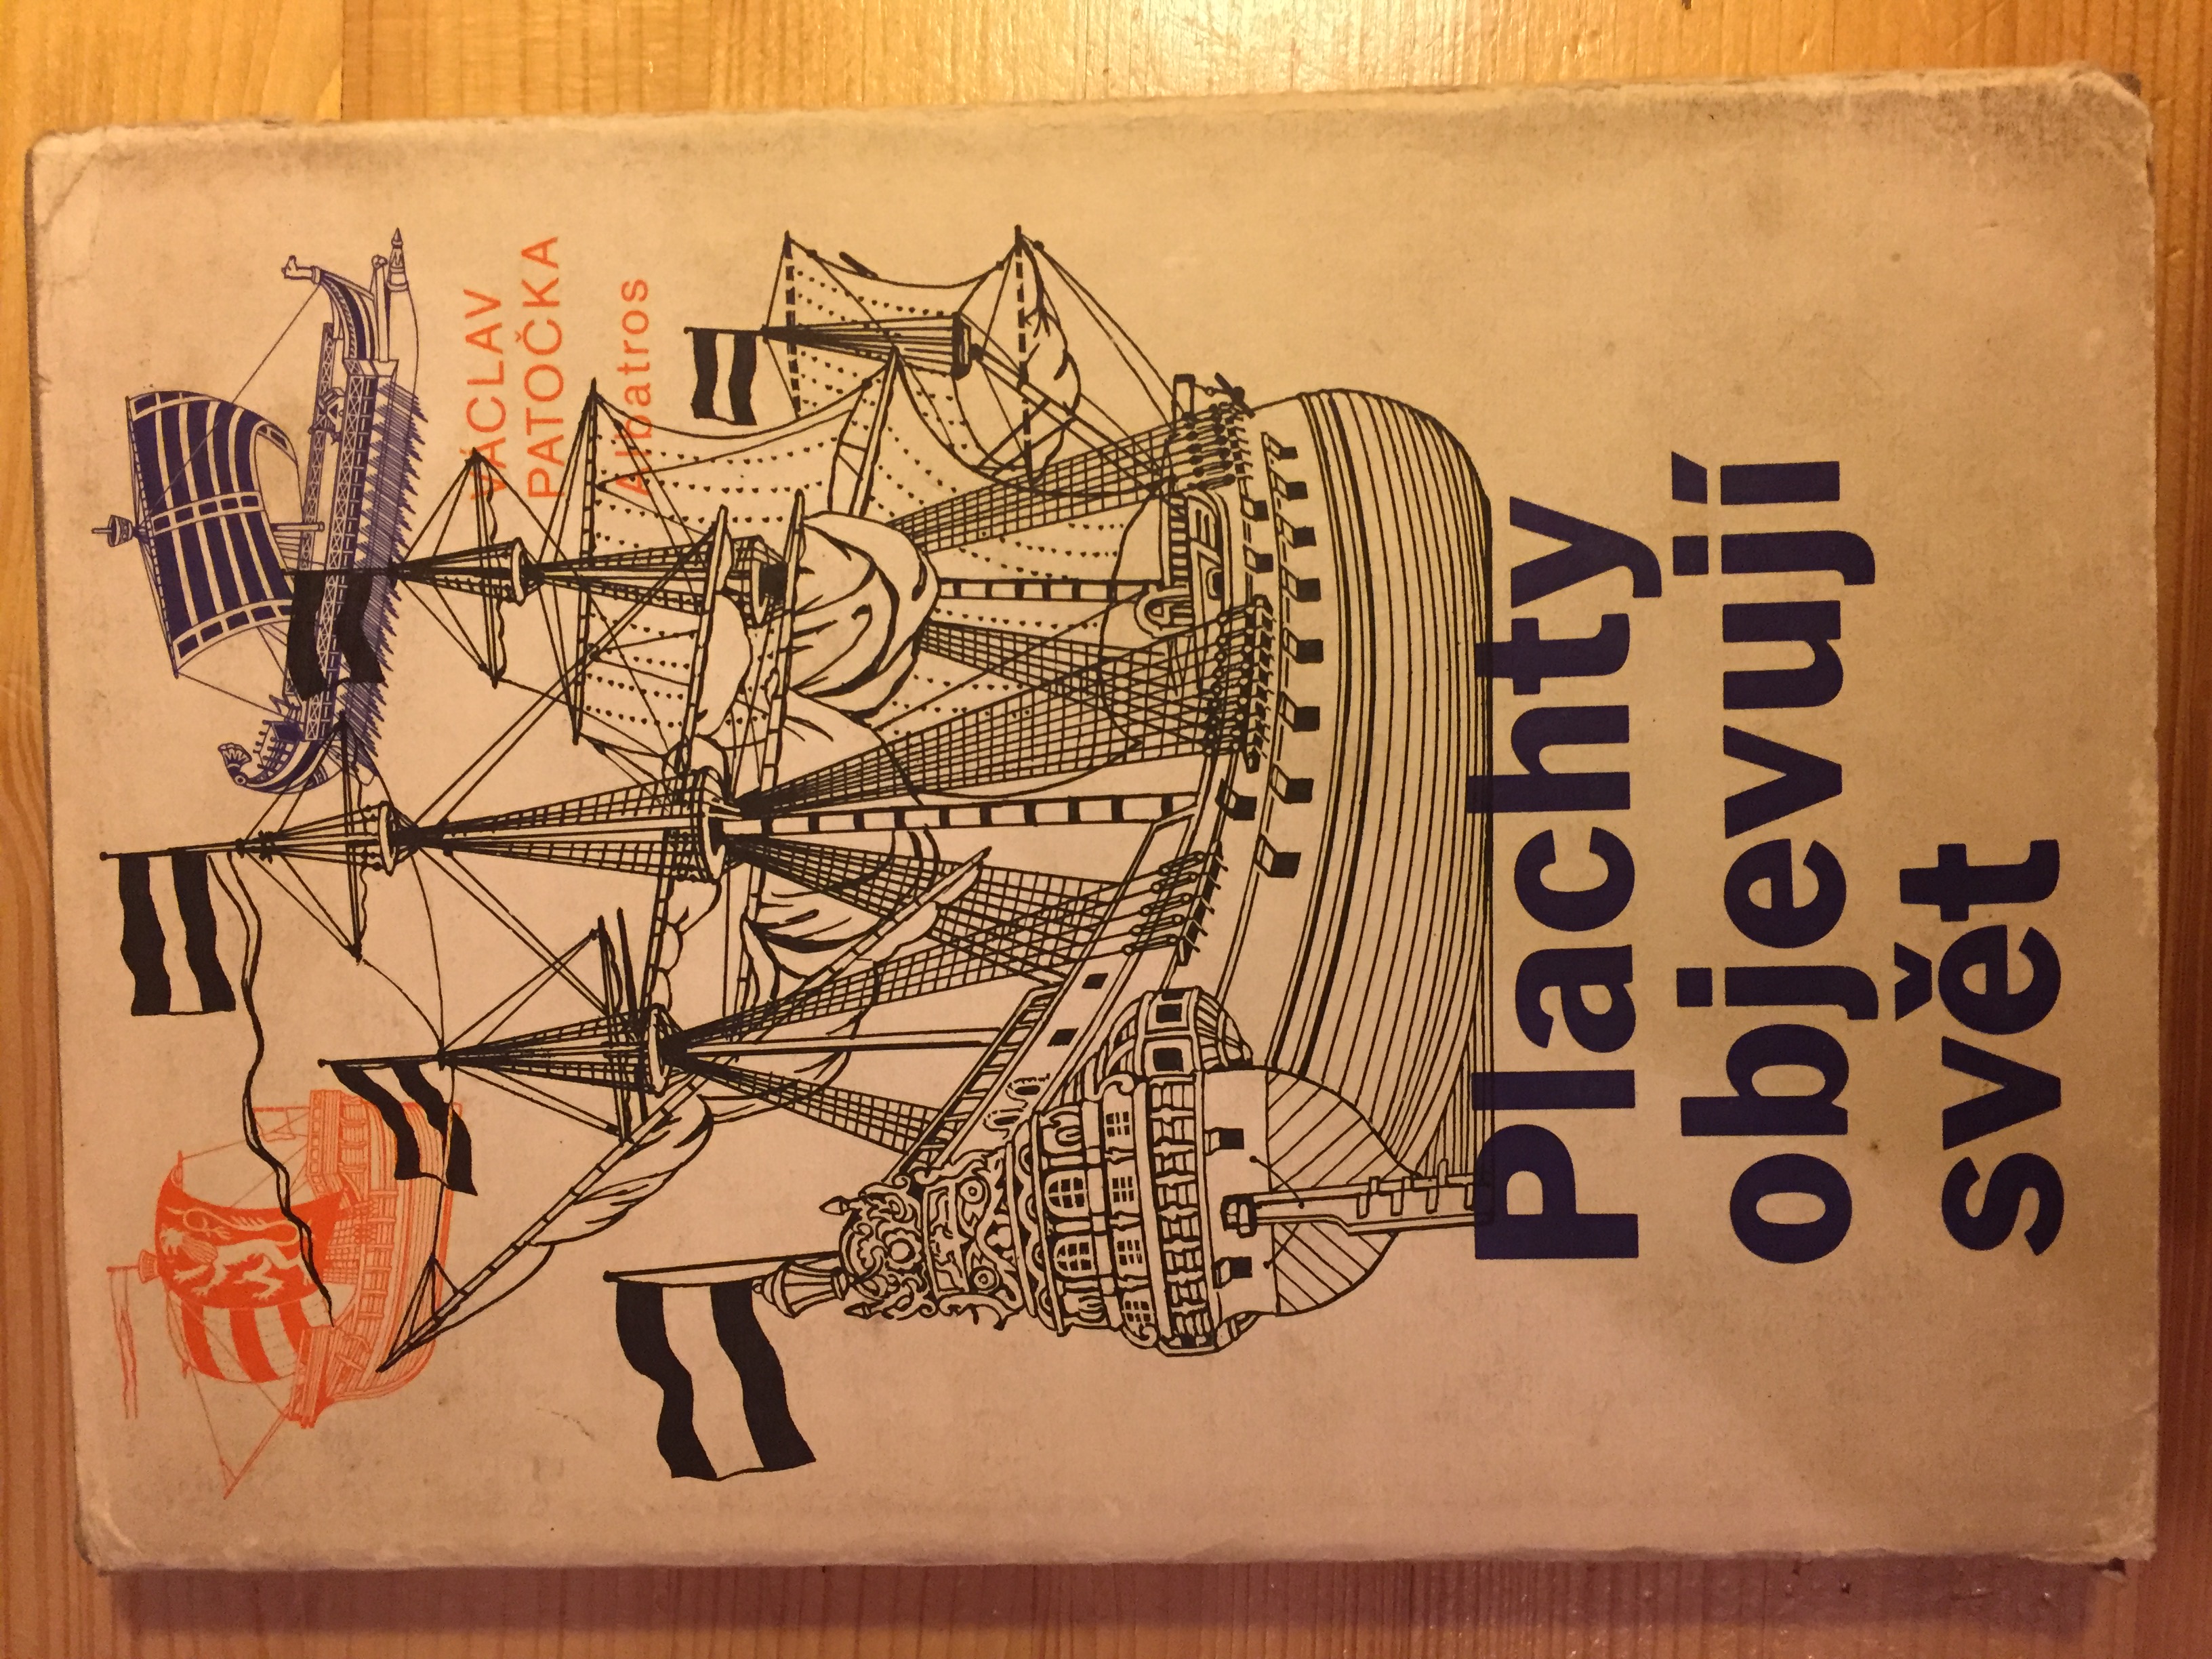 VÁCLAV
PATOČKA
Albatros
Plachty
objevují
svět